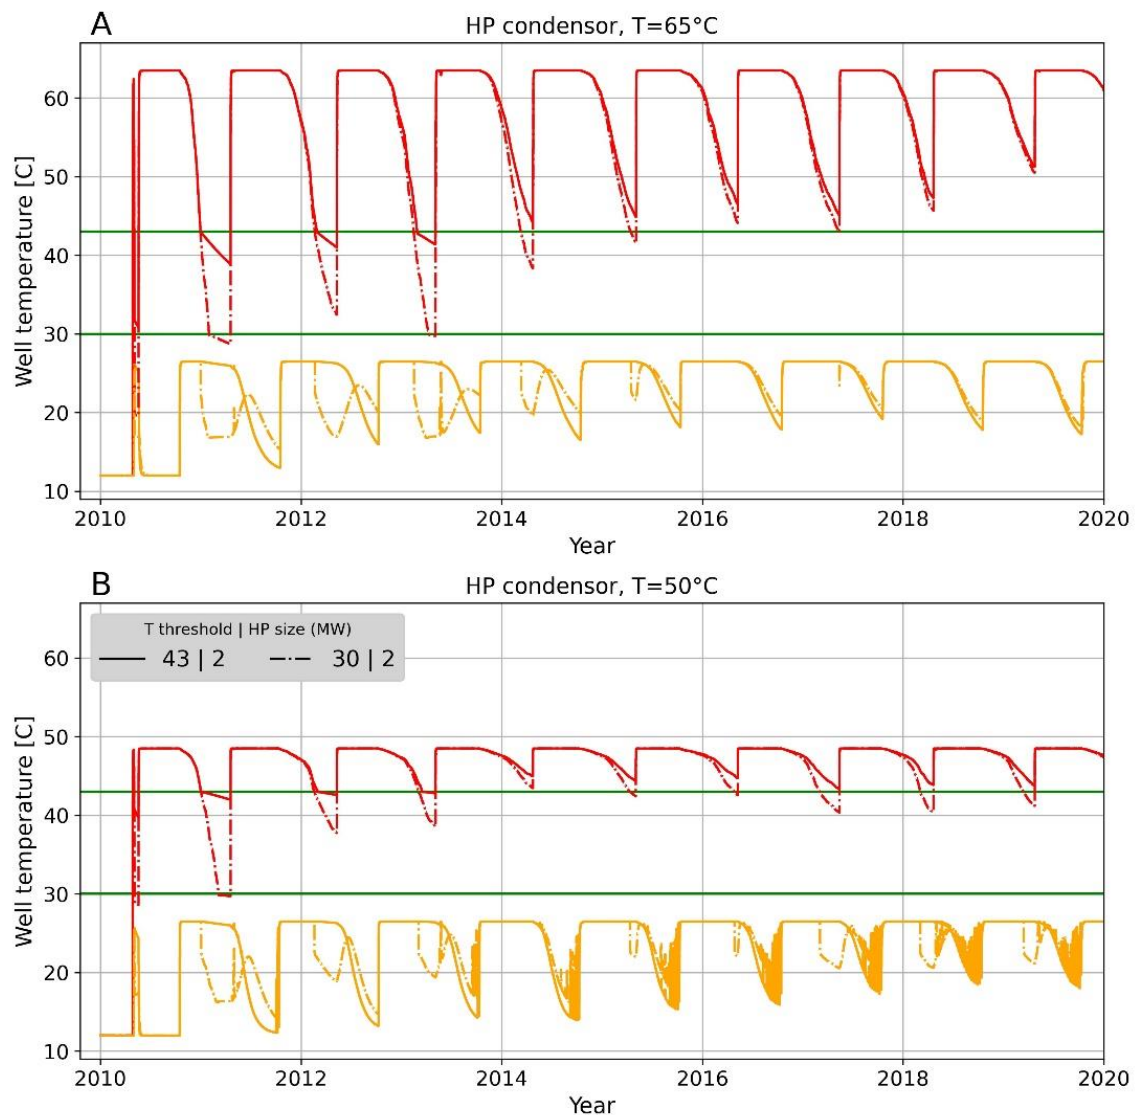 A
HP condensor, T=65°C
Well temperature [C]
60
50
40
30
20
10
2010
2012
2014
2016
2018
2020
Year
B
HP condensor, T=50°C
T threshold | HP size (MW)
43 | 2
30 | 2
Well temperature [C]
60
50
40
30
20
10
2010
2012
2014
2016
2018
2020
Year